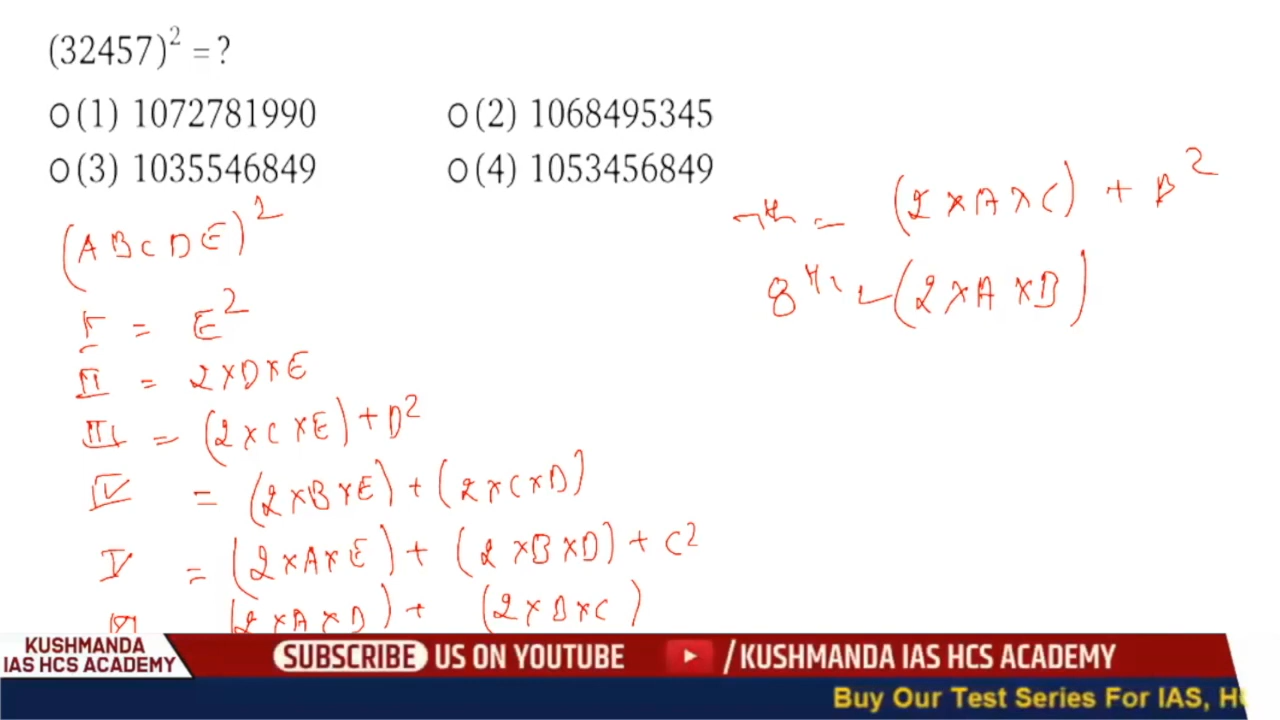 (32457)² = ?
(1) 1072781990 (2) 1068495345
(3) 1035546849 (4) 1053456849
(A B C D E)²
I = E²
II = 2×D×E
III = (2×C×E)+D²
IV = (2×B×E)+(2×C×D)
V = (2×A×E)+(2×B×D)+C²
VI (2×A×D)+ (2×B×C)
7th = (2×A×C) + B²
8th = (2×A×B)
KUSHMANDA
IAS HCS ACADEMY
SUBSCRIBE US ON YOUTUBE /KUSHMANDA IAS HCS ACADEMY
Buy Our Test Series For IAS,